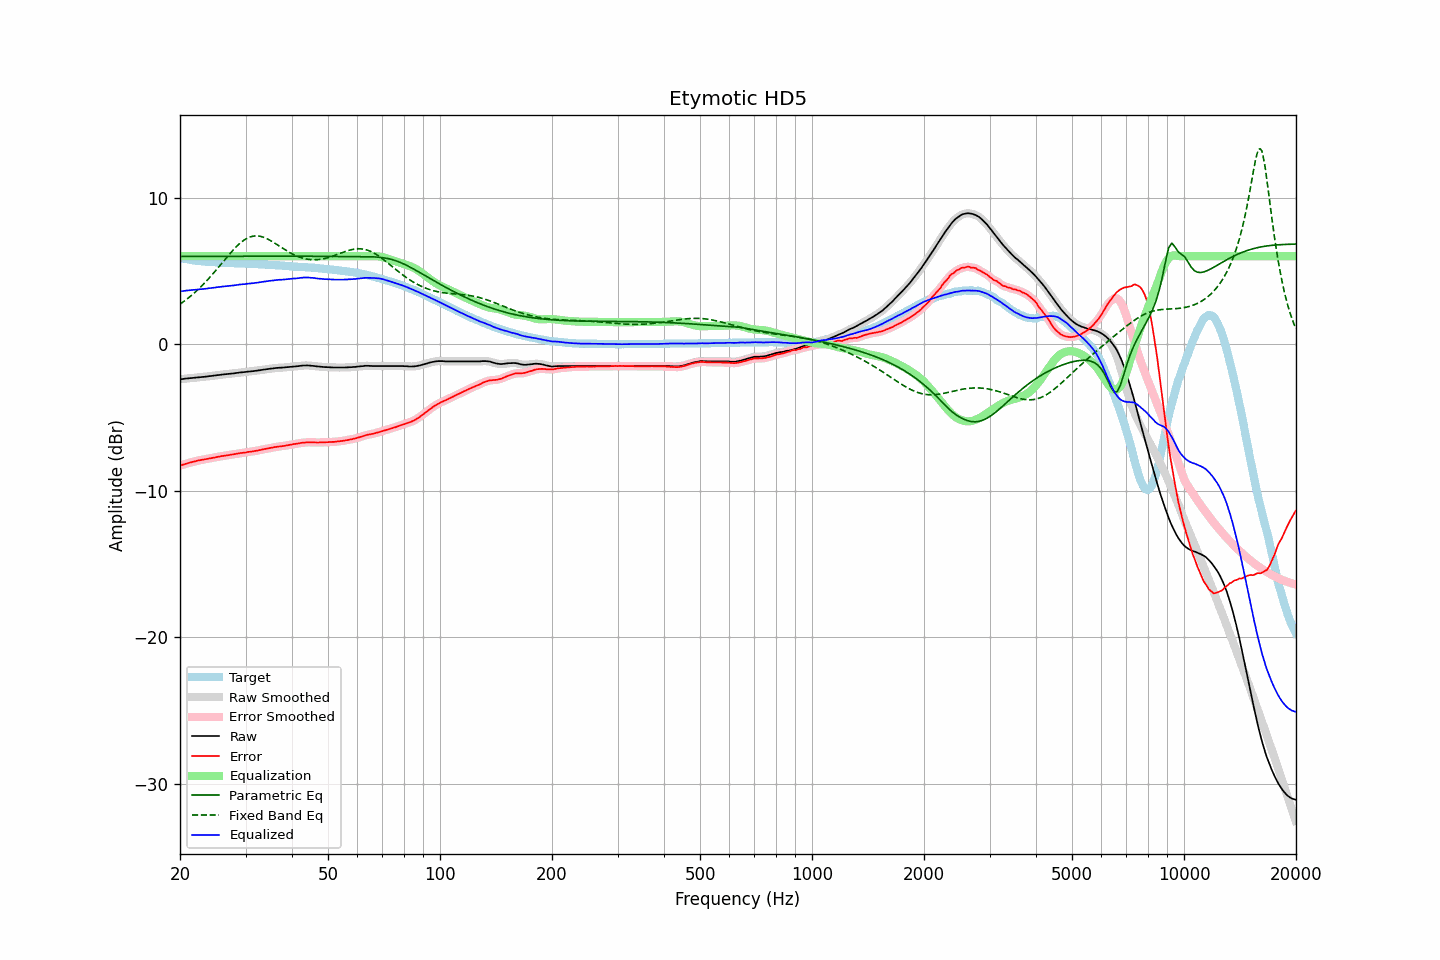 Etymotic HD5
Amplitude (dBr)
10
0
−10
−20
−30
Target
Raw Smoothed
Error Smoothed
Raw
Error
Equalization
Parametric Eq
Fixed Band Eq
Equalized
20 50 100 200 500 1000 2000 5000 10000 20000
Frequency (Hz)